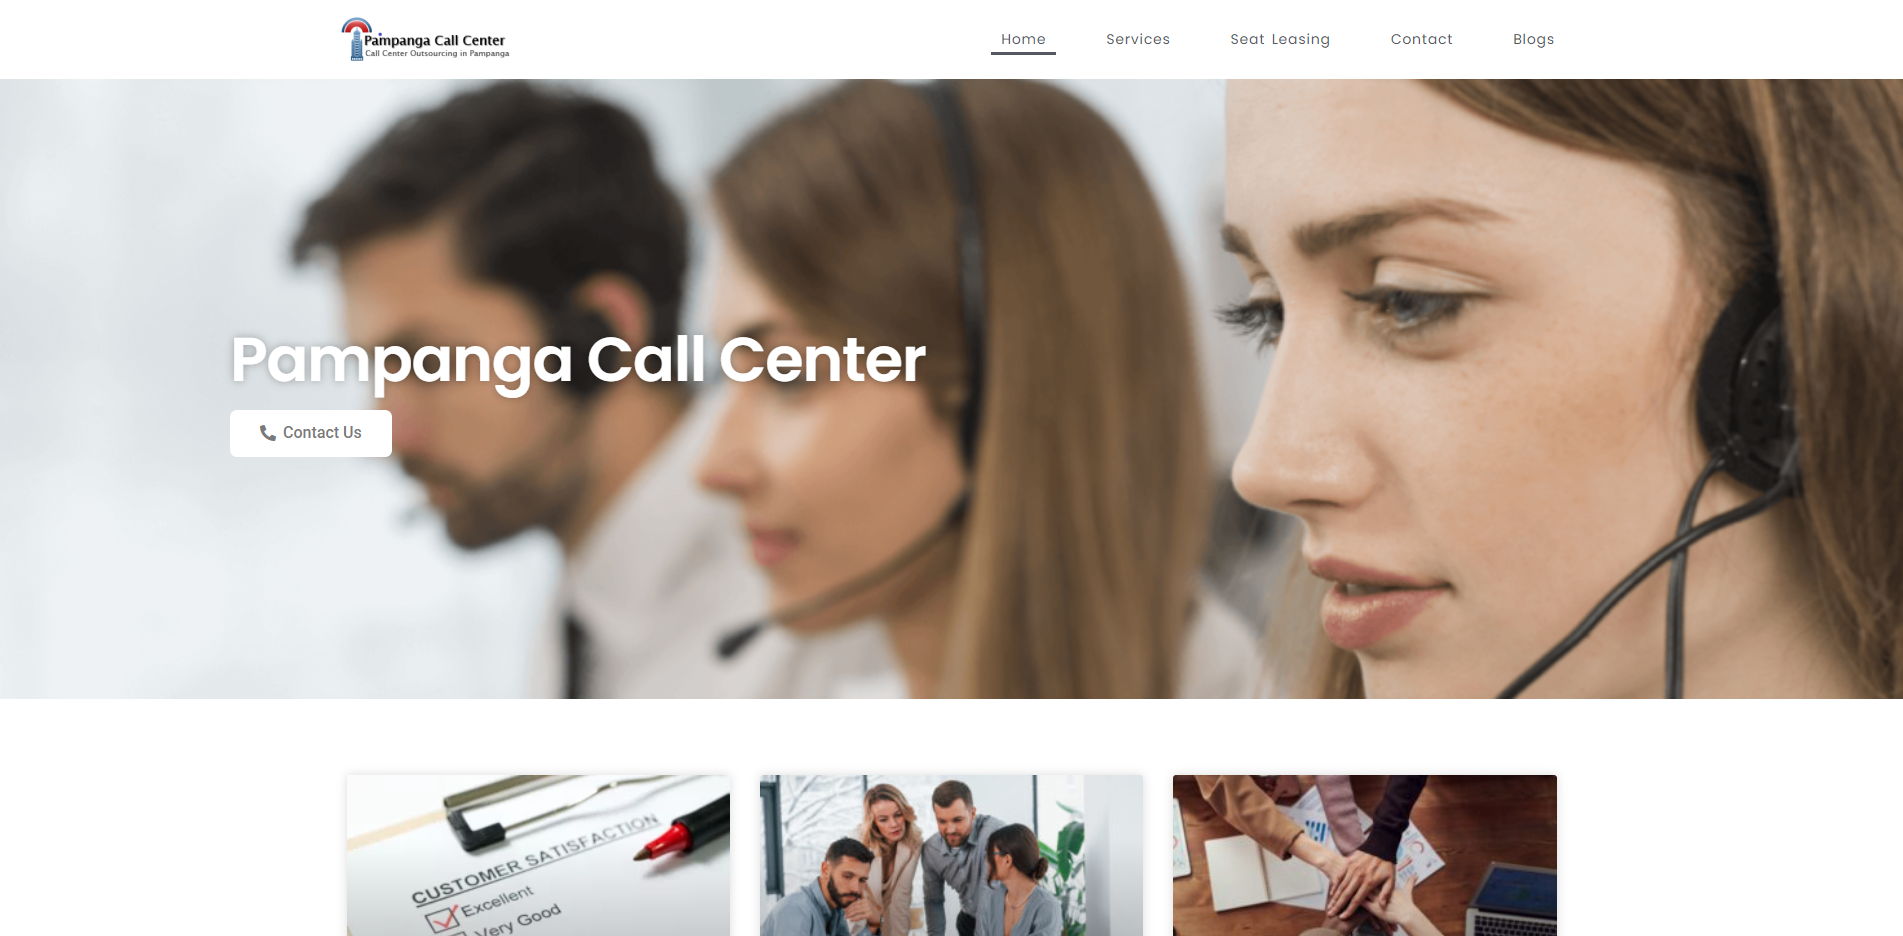 Pampanga Call Center
Call Center Outsourcing in Pampanga
Home
Services
Seat Leasing
Contact
Blogs
Pampanga Call Center
Contact Us
CUSTOMER SATISFACTION
Excellent
Very Good